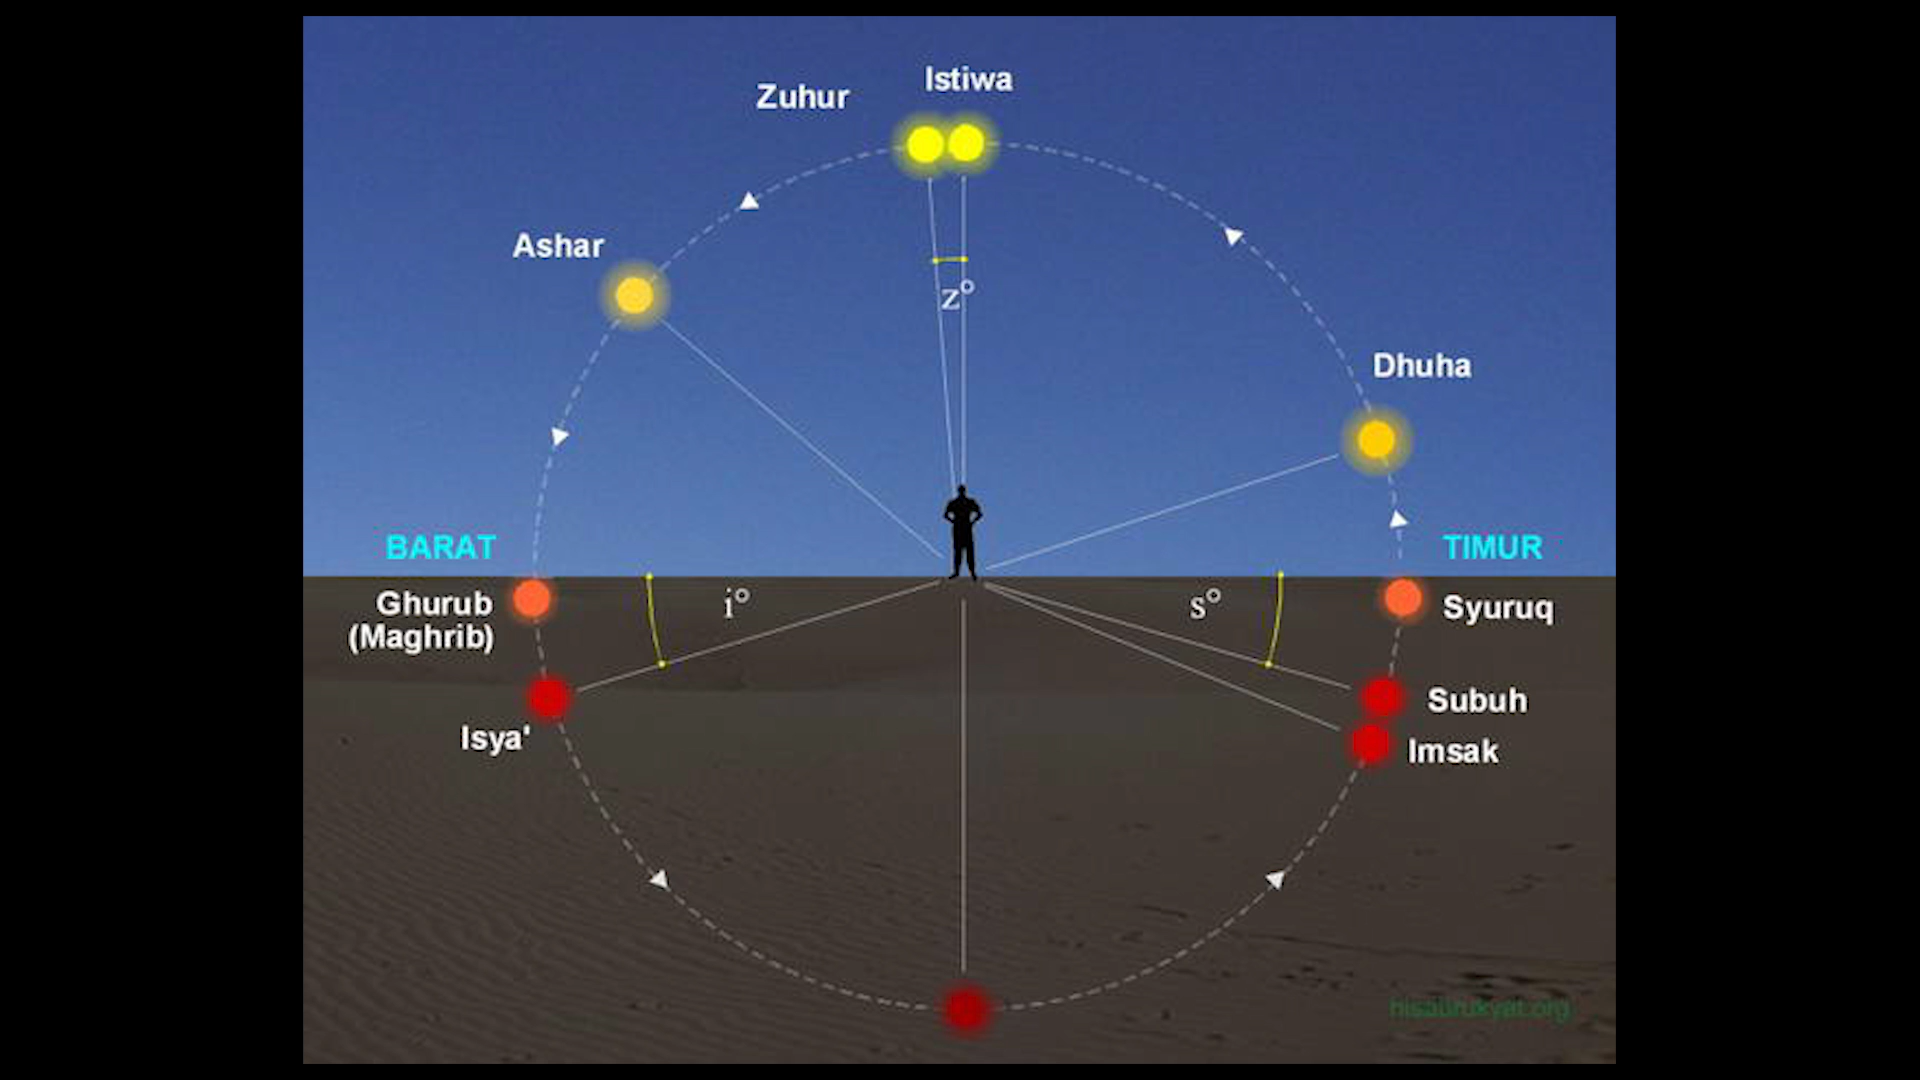 Istiwa
Zuhur
Ashar
z°
Dhuha
BARAT
TIMUR
Ghurub
(Maghrib)
i°
s°
Syuruq
Subuh
Isya'
Imsak